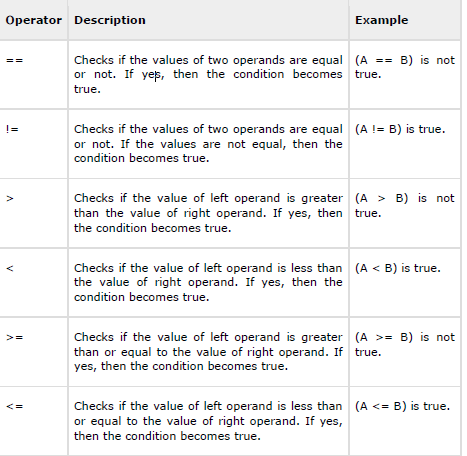 Operator Description Example
== Checks if the values of two operands are equal (A == B) is not
or not. If yes, then the condition becomes true.
true.
!= Checks if the values of two operands are equal (A != B) is true.
or not. If the values are not equal, then the
condition becomes true.
> Checks if the value of left operand is greater (A > B) is not
than the value of right operand. If yes, then true.
the condition becomes true.
< Checks if the value of left operand is less than (A < B) is true.
the value of right operand. If yes, then the
condition becomes true.
>= Checks if the value of left operand is greater (A >= B) is not
than or equal to the value of right operand. If true.
yes, then the condition becomes true.
<= Checks if the value of left operand is less than (A <= B) is true.
or equal to the value of right operand. If yes,
then the condition becomes true.